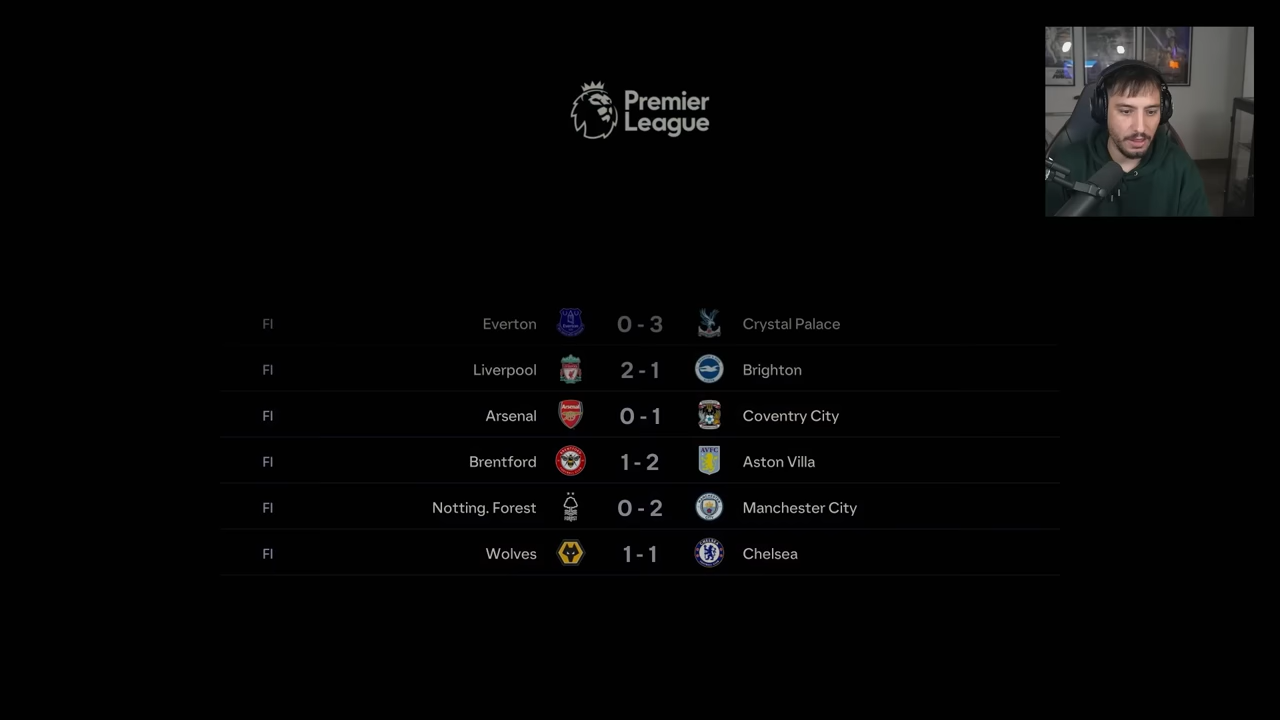 Premier
League
FI Everton 0 - 3 Crystal Palace
FI Liverpool 2 - 1 Brighton
FI Arsenal 0 - 1 Coventry City
FI Brentford 1 - 2 Aston Villa
FI Notting. Forest 0 - 2 Manchester City
FI Wolves 1 - 1 Chelsea